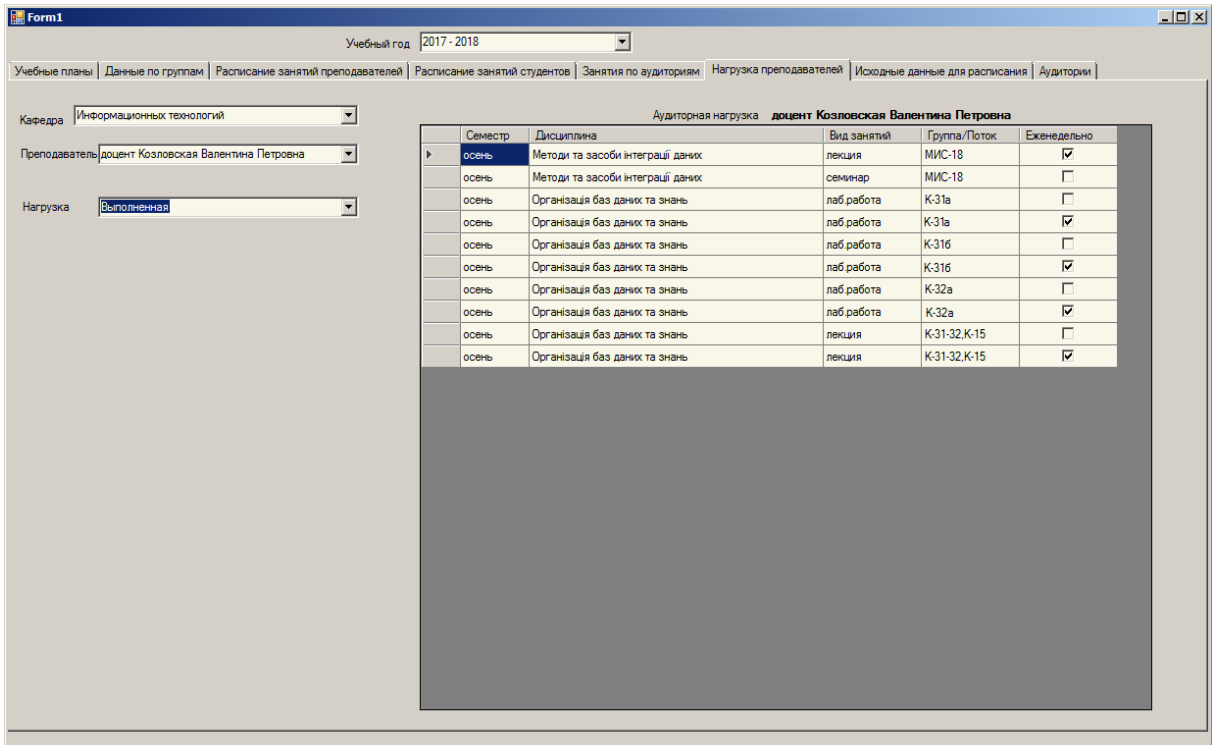 Form1
Учебный год 2017 - 2018
Учебные планы Данные по группам Расписание занятий преподавателей Расписание занятий студентов Занятия по аудиториям Нагрузка преподавателей Исходные данные для расписания Аудитории
Кафедра Информационных технологий
Преподаватель доцент Козловская Валентина Петровна
Нагрузка Выполненная
Аудиторная нагрузка доцент Козловская Валентина Петровна
Семестр Дисциплина Вид занятий Группа/Поток Еженедельно
осень Методи та засоби інтеграції даних лекция МИС-18
осень Методи та засоби інтеграції даних семинар МИС-18
осень Організація баз даних та знань лаб.работа К-31а
осень Організація баз даних та знань лаб.работа К-31а
осень Організація баз даних та знань лаб.работа К-31б
осень Організація баз даних та знань лаб.работа К-31б
осень Організація баз даних та знань лаб.работа К-32а
осень Організація баз даних та знань лаб.работа К-32а
осень Організація баз даних та знань лекция К-31-32,К-15
осень Організація баз даних та знань лекция К-31-32,К-15